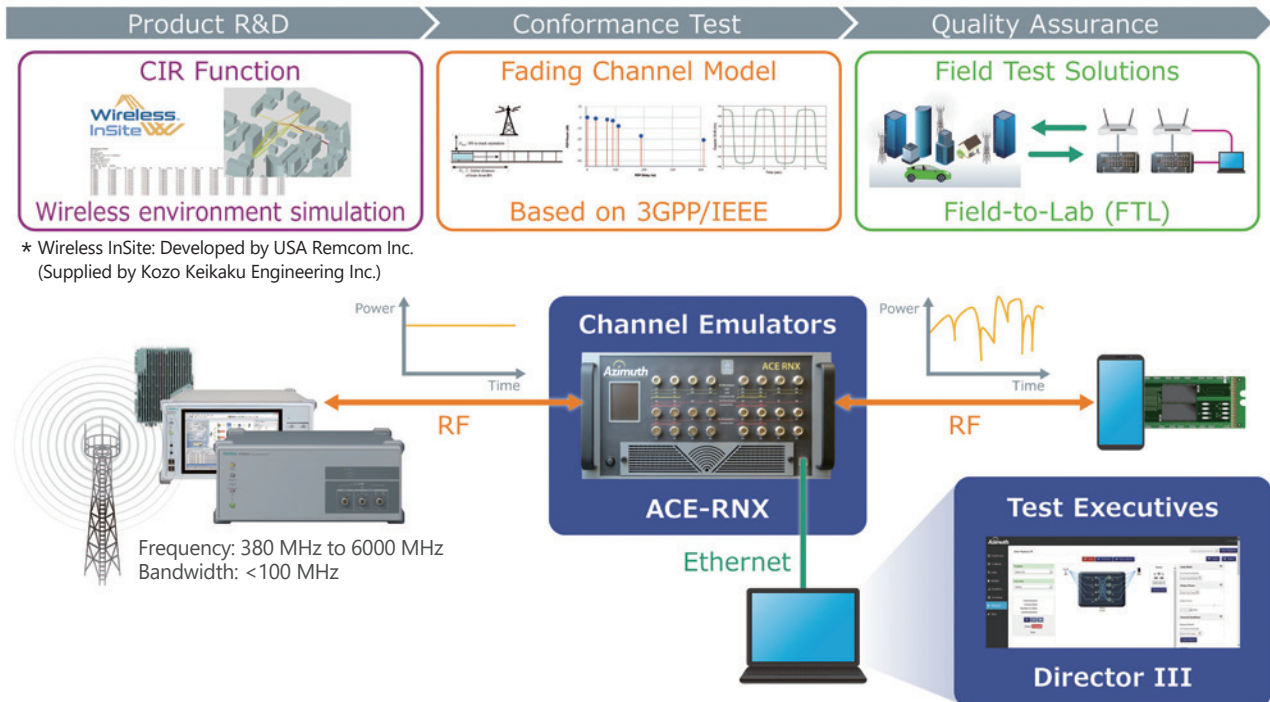 Product R&D
Conformance Test
Quality Assurance
CIR Function
Wireless
InSite
Wireless environment simulation
Fading Channel Model
Based on 3GPP/IEEE
Field Test Solutions
Field-to-Lab (FTL)
* Wireless InSite: Developed by USA Remcom Inc.
(Supplied by Kozo Keikaku Engineering Inc.)
Power
Time
Channel Emulators
Azimuth
ACE RNX
ACE-RNX
Power
Time
RF
RF
Frequency: 380 MHz to 6000 MHz
Bandwidth: <100 MHz
Ethernet
Test Executives
Azimuth
Director III